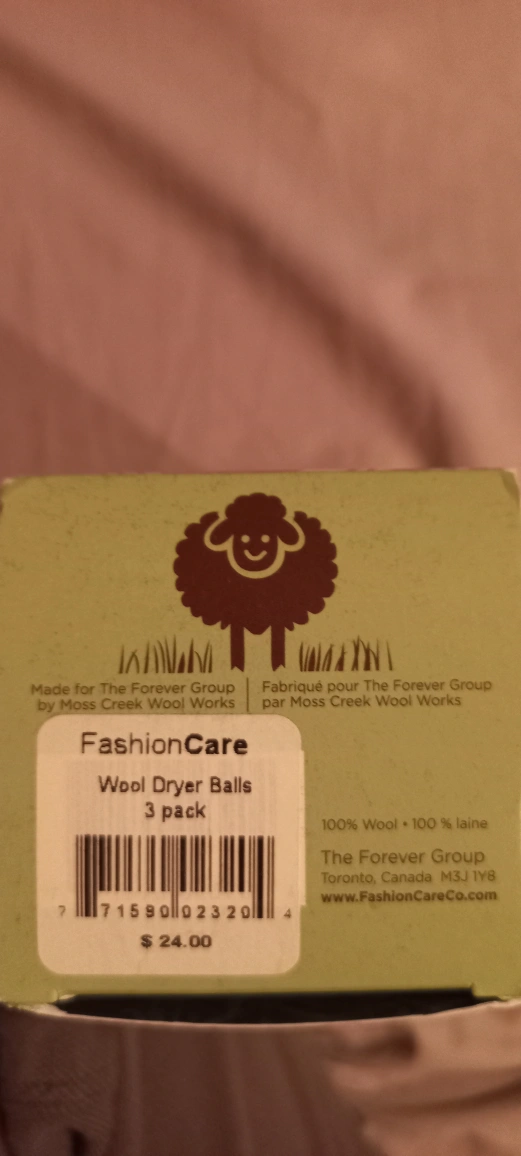 Made for The Forever Group
by Moss Creek Wool Works
Fabriqué pour The Forever Group
par Moss Creek Wool Works
FashionCare
Wool Dryer Balls
3 pack
7 71590 02320 4
$ 24.00
100% Wool • 100 % laine
The Forever Group
Toronto, Canada M3J 1Y8
www.FashionCareCo.com